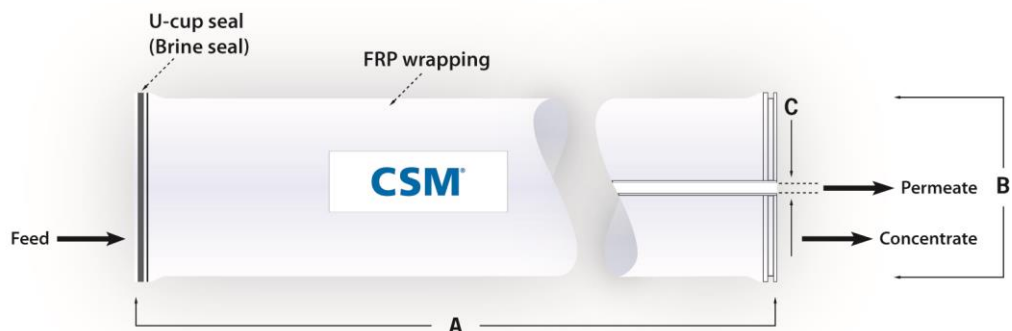 U-cup seal
(Brine seal)
FRP wrapping
C
CSM®
Permeate
B
Feed
Concentrate
A